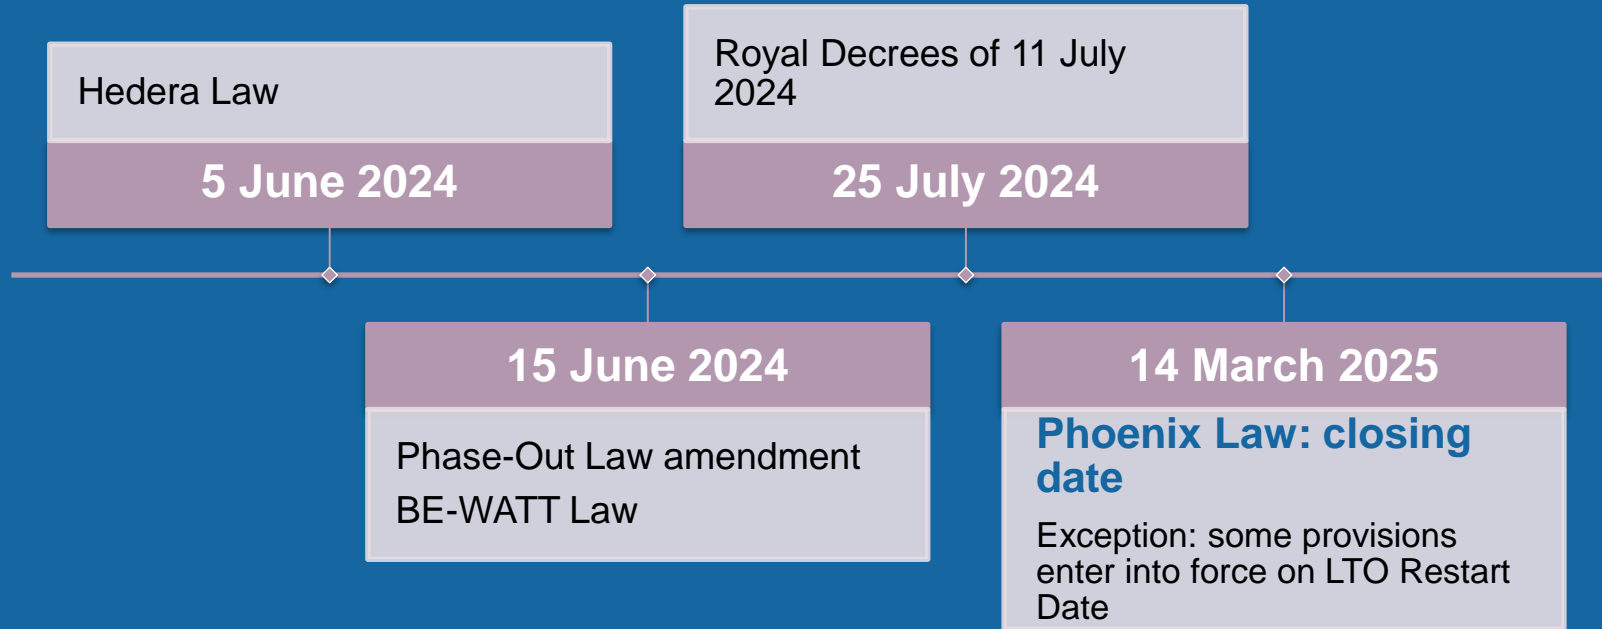 Hedera Law
5 June 2024
Royal Decrees of 11 July
2024
25 July 2024
15 June 2024
Phase-Out Law amendment
BE-WATT Law
14 March 2025
Phoenix Law: closing
date
Exception: some provisions
enter into force on LTO Restart
Date